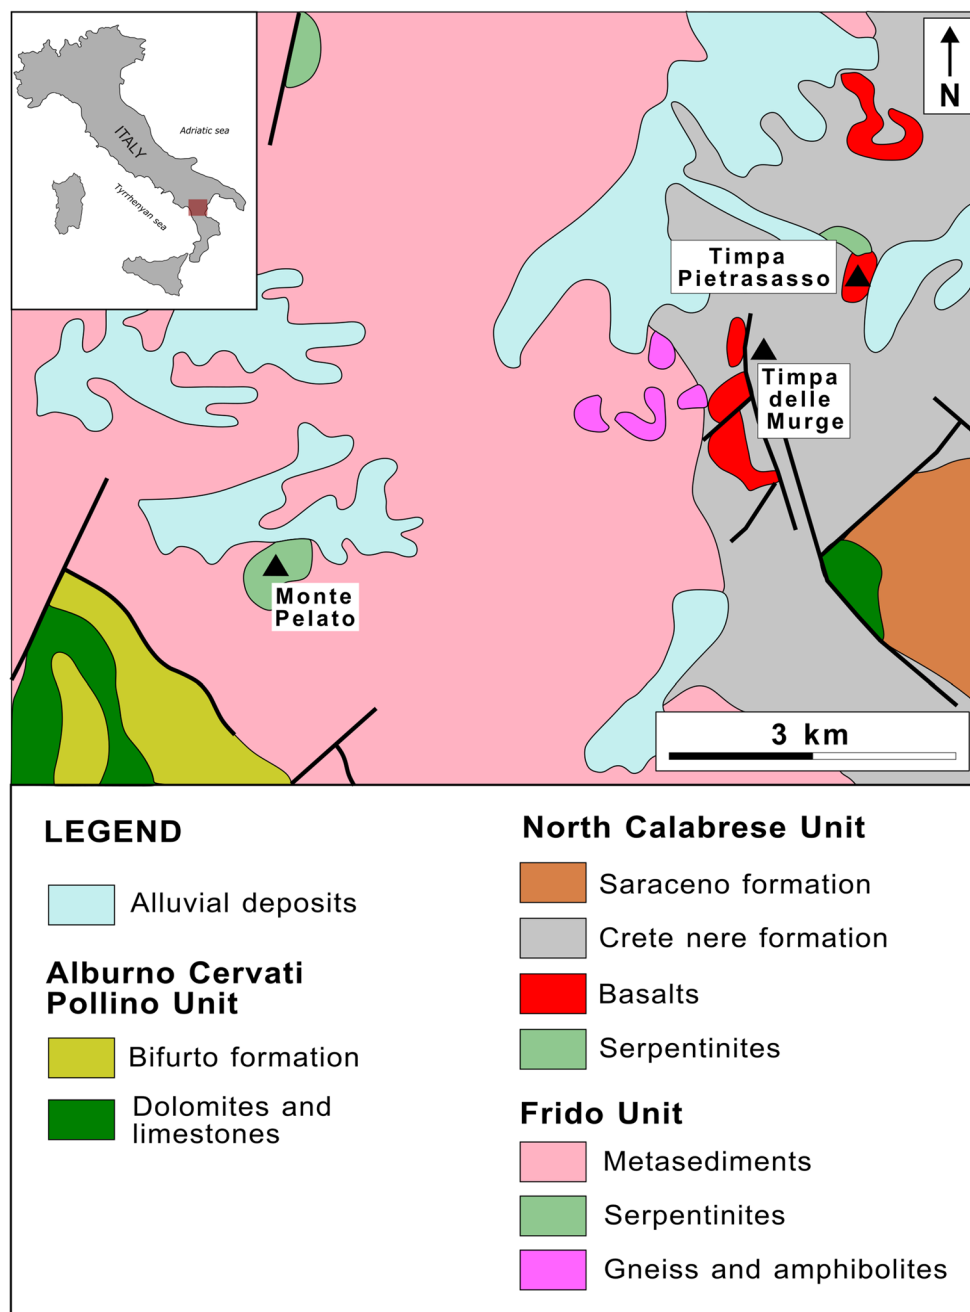 ITALY
Adriatic sea
Tyrrhenyan sea
N
Timpa
Pietrasasso
Timpa
delle
Murge
Monte
Pelato
3 km
LEGEND
Alluvial deposits
Alburno Cervati
Pollino Unit
Bifurto formation
Dolomites and
limestones
North Calabrese Unit
Saraceno formation
Crete nere formation
Basalts
Serpentinites
Frido Unit
Metasediments
Serpentinites
Gneiss and amphibolites